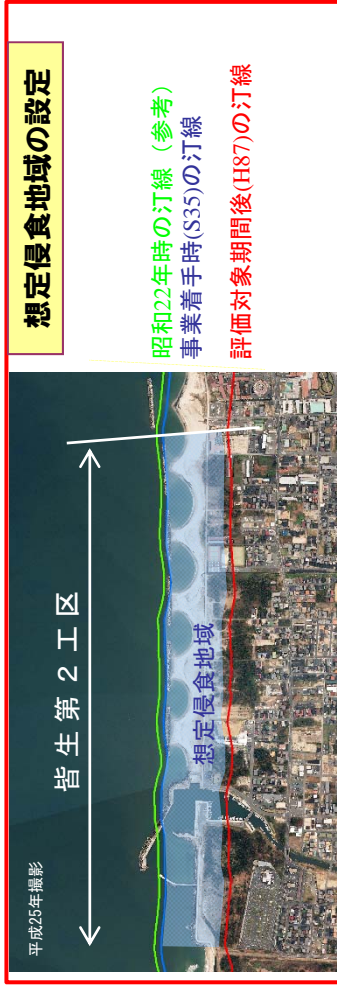 想定侵食地域の設定
昭和22年時の汀線（参考）
事業着手時(S35)の汀線
評価対象期間後(H87)の汀線
平成25年撮影
皆生第２工区
想定侵食地域